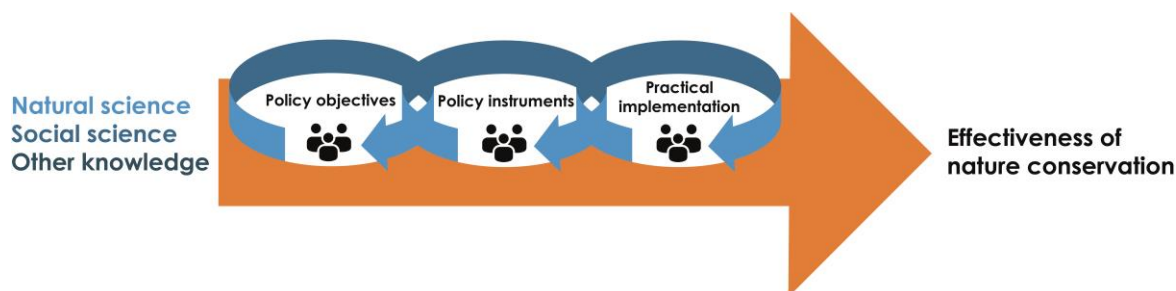 Natural science
Social science
Other knowledge
Policy objectives
Policy instruments
Practical
implementation
Effectiveness of
nature conservation